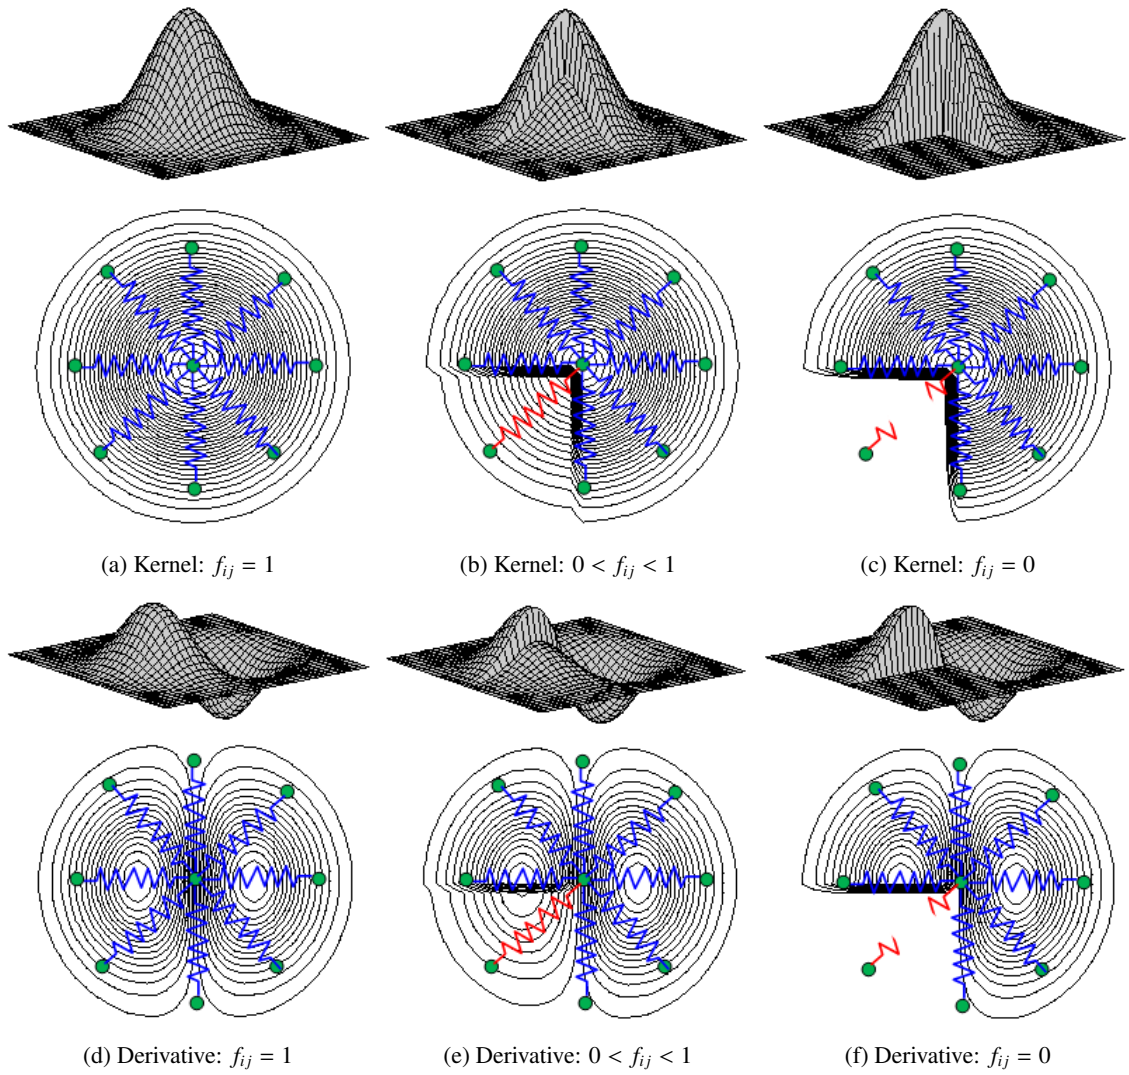 (a) Kernel: f_{ij} = 1
(b) Kernel: 0 < f_{ij} < 1
(c) Kernel: f_{ij} = 0
(d) Derivative: f_{ij} = 1
(e) Derivative: 0 < f_{ij} < 1
(f) Derivative: f_{ij} = 0